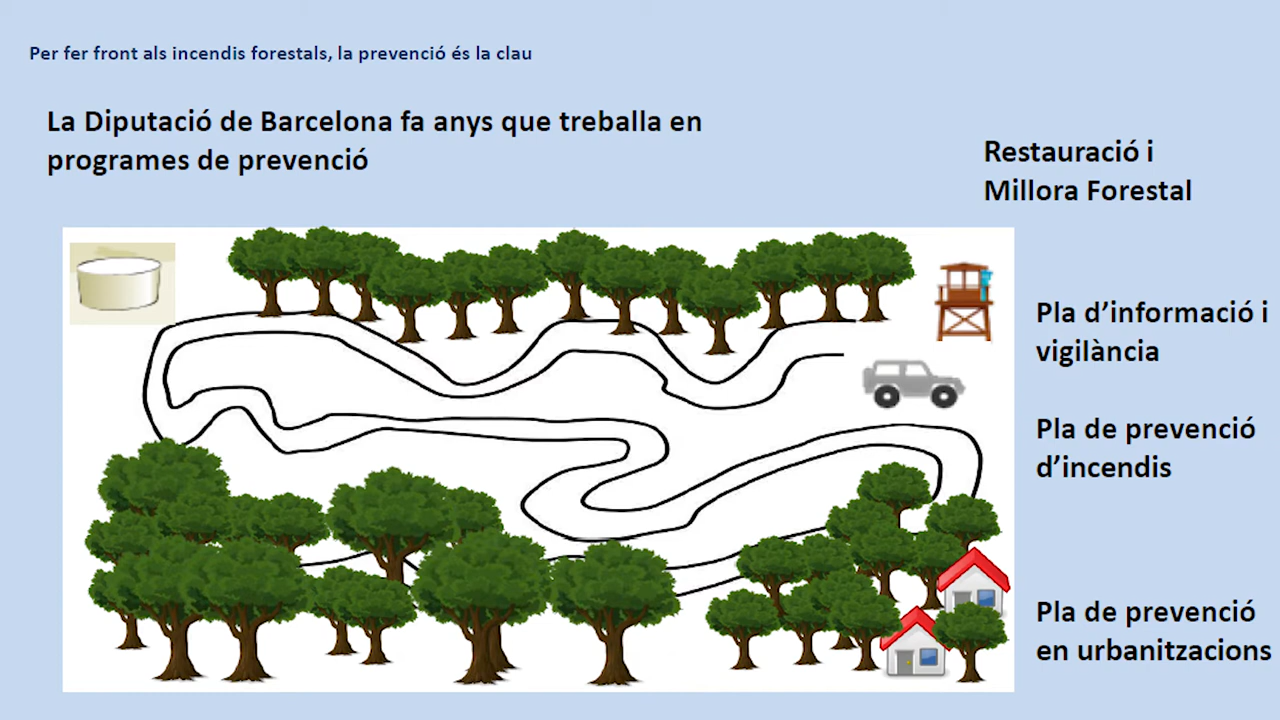 Per fer front als incendis forestals, la prevenció és la clau
La Diputació de Barcelona fa anys que treballa en
programes de prevenció
Restauració i
Millora Forestal
Pla d’informació i
vigilància
Pla de prevenció
d’incendis
Pla de prevenció
en urbanitzacions